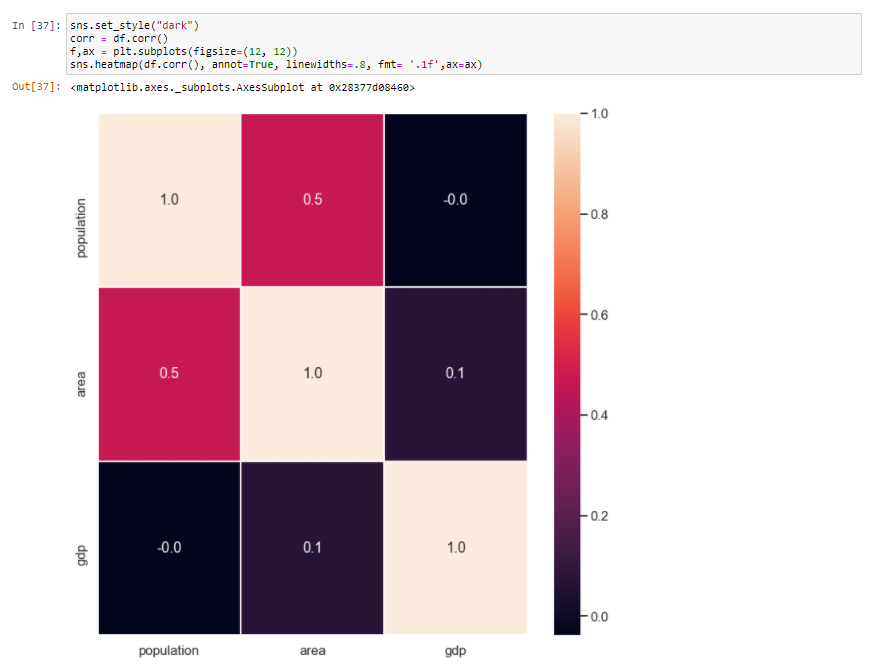 In [37]: sns.set_style("dark")
corr = df.corr()
f,ax = plt.subplots(figsize=(12, 12))
sns.heatmap(df.corr(), annot=True, linewidths=.8, fmt= '.1f',ax=ax)
Out[37]: <matplotlib.axes._subplots.AxesSubplot at 0x28377d08460>
1.0
population 1.0 0.5 -0.0
0.8
0.6
area 0.5 1.0 0.1
0.4
0.2
gdp -0.0 0.1 1.0
0.0
population area gdp